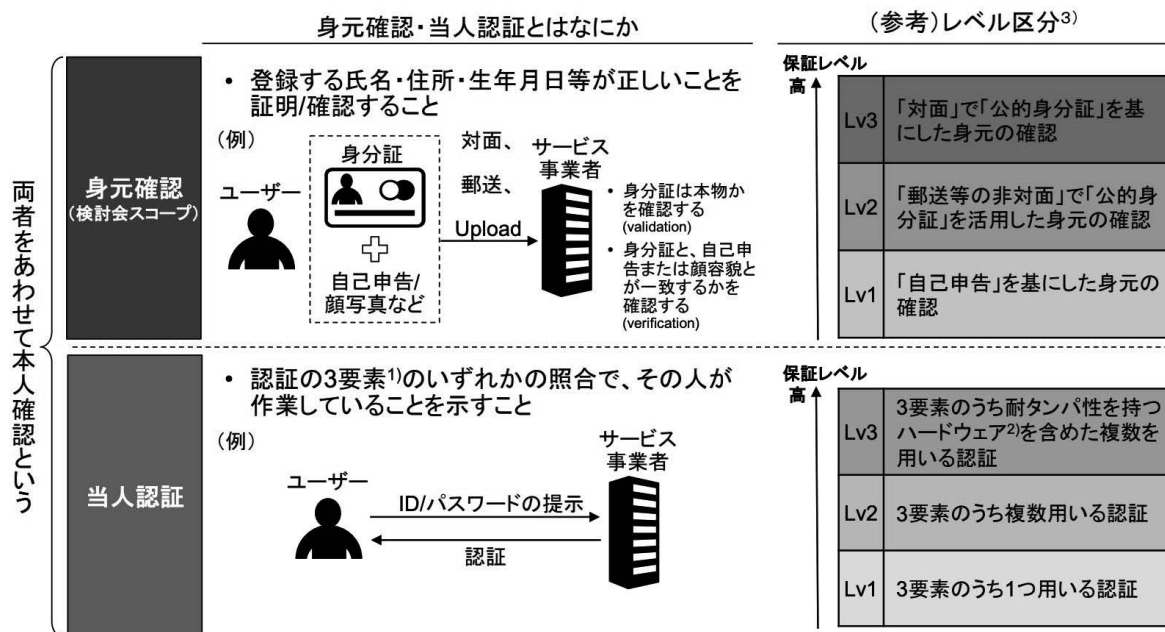 身元確認・当人認証とはなにか
(参考)レベル区分3)
両者をあわせて本人確認という
身元確認
(検討会スコープ)
• 登録する氏名・住所・生年月日等が正しいことを
証明/確認すること
(例)
ユーザー
身分証
自己申告/
顔写真など
対面、
郵送、
Upload
サービス
事業者
• 身分証は本物か
を確認する
(validation)
• 身分証と、自己申
告または顔容貌と
が一致するかを
確認する
(verification)
保証レベル
高
Lv3 「対面」で「公的身分証」を基
にした身元の確認
Lv2 「郵送等の非対面」で「公的身
分証」を活用した身元の確認
Lv1 「自己申告」を基にした身元の
確認
当人認証
• 認証の3要素1)のいずれかの照合で、その人が
作業していることを示すこと
(例)
ユーザー
ID/パスワードの提示
認証
サービス
事業者
保証レベル
高
Lv3 3要素のうち耐タンパ性を持つ
ハードウェア2)を含めた複数を
用いる認証
Lv2 3要素のうち複数用いる認証
Lv1 3要素のうち1つ用いる認証